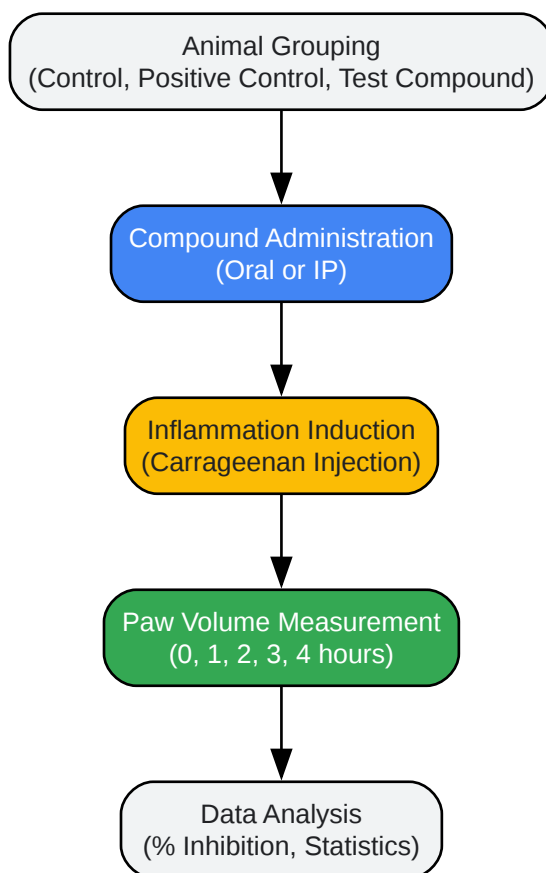 Animal Grouping
(Control, Positive Control, Test Compound)
Compound Administration
(Oral or IP)
Inflammation Induction
(Carrageenan Injection)
Paw Volume Measurement
(0, 1, 2, 3, 4 hours)
Data Analysis
(% Inhibition, Statistics)